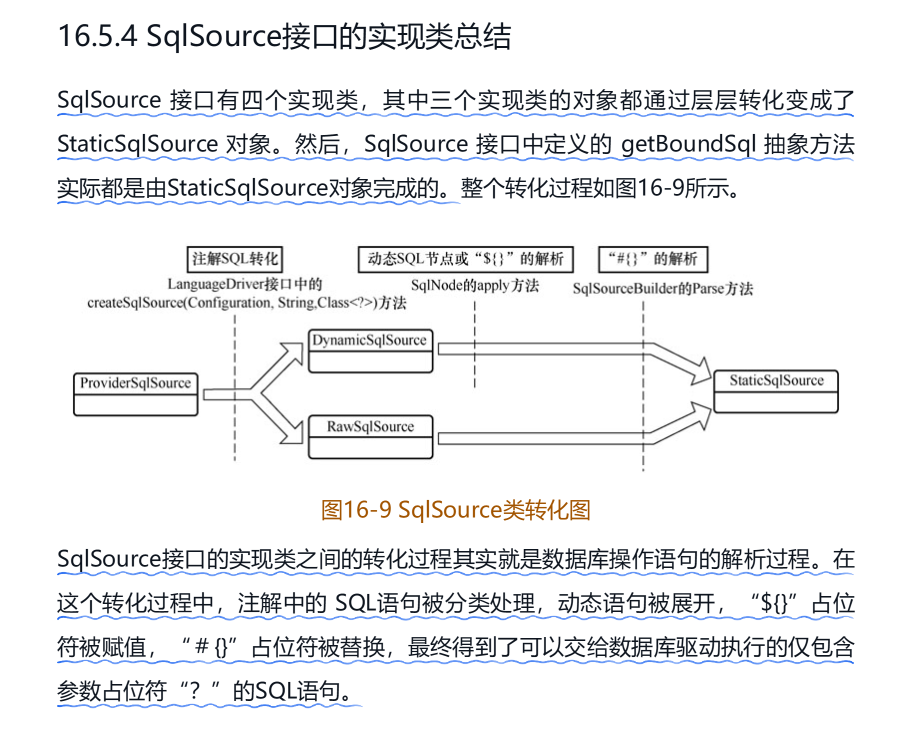 16.5.4 SqlSource接口的实现类总结
SqlSource 接口有四个实现类，其中三个实现类的对象都通过层层转化变成了
StaticSqlSource 对象。然后，SqlSource 接口中定义的 getBoundSql 抽象方法
实际都是由StaticSqlSource对象完成的。整个转化过程如图16-9所示。
注解SQL转化
动态SQL节点或“${}”的解析
“#{}”的解析
LanguageDriver接口中的
createSqlSource(Configuration, String,Class<?>)方法
SqlNode的apply方法
SqlSourceBuilder的Parse方法
DynamicSqlSource
ProviderSqlSource
StaticSqlSource
RawSqlSource
图16-9 SqlSource类转化图
SqlSource接口的实现类之间的转化过程其实就是数据库操作语句的解析过程。在
这个转化过程中，注解中的 SQL语句被分类处理，动态语句被展开，“${}”占位
符被赋值，“＃{}”占位符被替换，最终得到了可以交给数据库驱动执行的仅包含
参数占位符“？”的SQL语句。